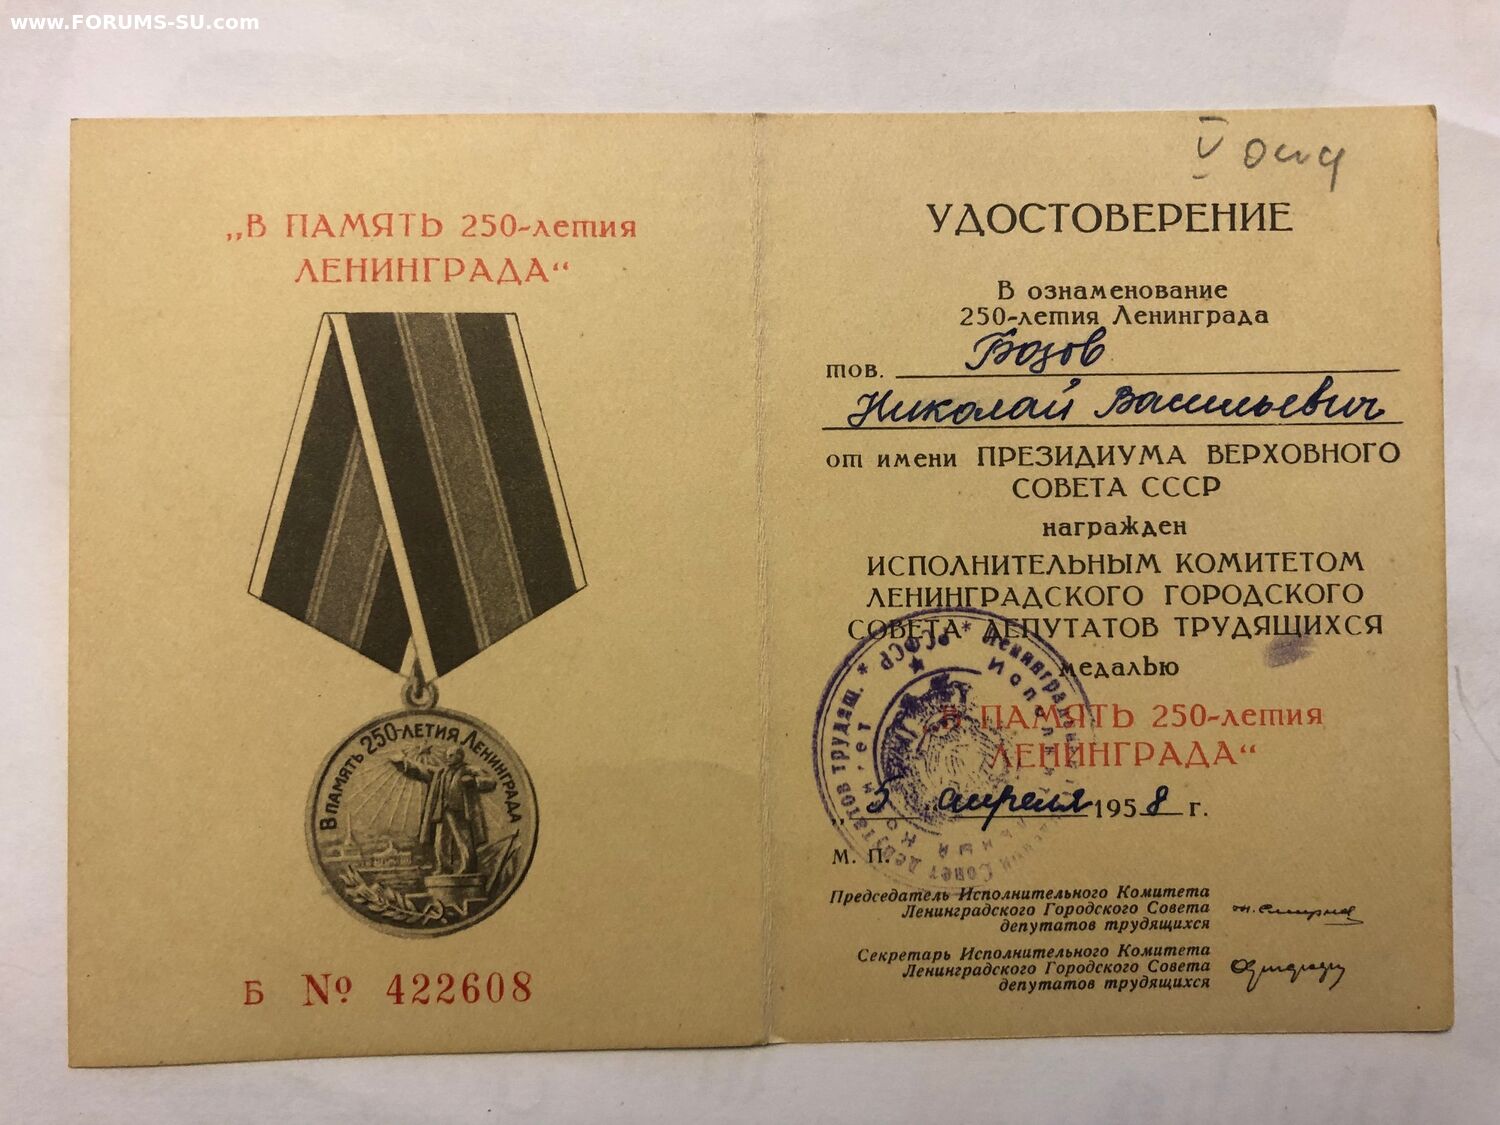 www.FORUMS-SU.com
„В ПАМЯТЬ 250-летия
ЛЕНИНГРАДА“
В ПАМЯТЬ 250-ЛЕТИЯ ЛЕНИНГРАДА
Б № 422608
V
УДОСТОВЕРЕНИЕ
В ознаменование
250-летия Ленинграда
тов. Бозов
Николай Васильевич
от имени ПРЕЗИДИУМА ВЕРХОВНОГО
СОВЕТА СССР
награжден
ИСПОЛНИТЕЛЬНЫМ КОМИТЕТОМ
ЛЕНИНГРАДСКОГО ГОРОДСКОГО
СОВЕТА ДЕПУТАТОВ ТРУДЯЩИХСЯ
медалью
„В ПАМЯТЬ 250-летия
ЛЕНИНГРАДА“
„5 апреля 1958 г.
М. П.
Председатель Исполнительного Комитета
Ленинградского Городского Совета
депутатов трудящихся
Секретарь Исполнительного Комитета
Ленинградского Городского Совета
депутатов трудящихся